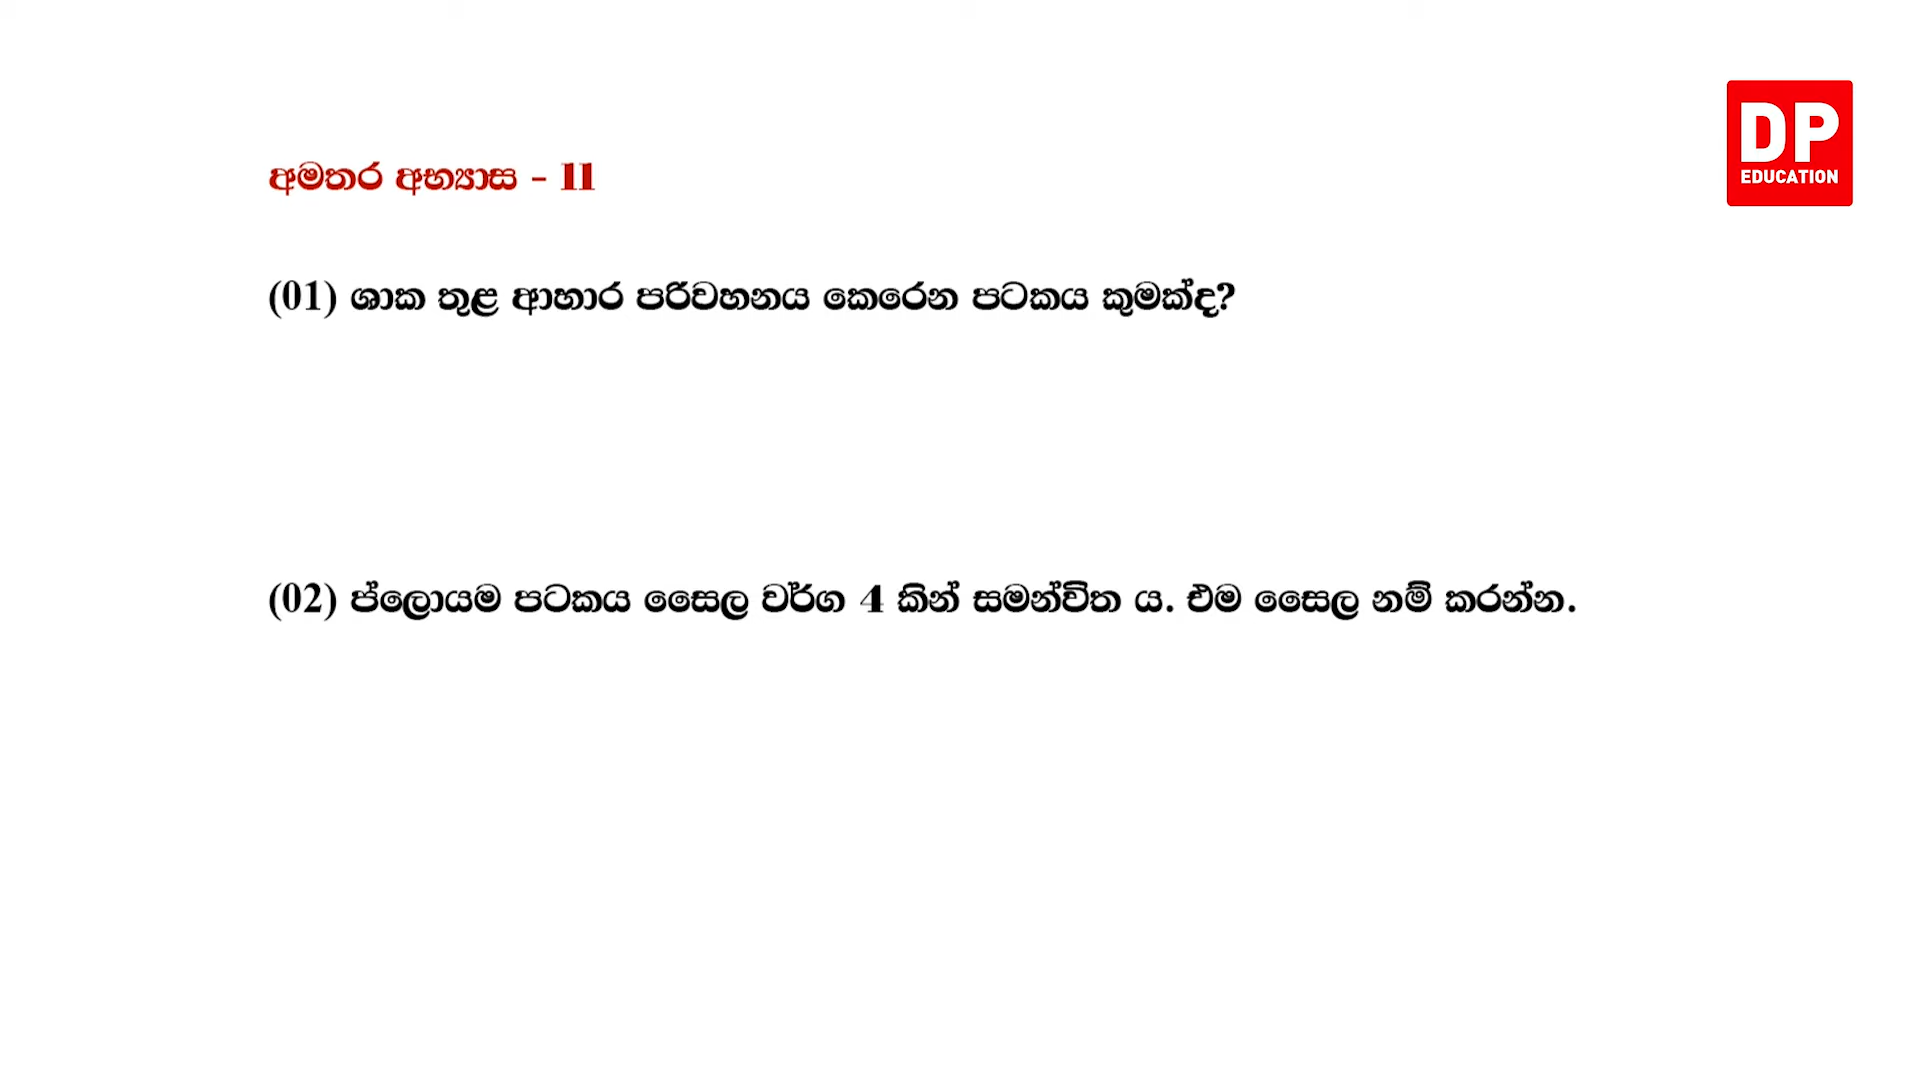 DP
EDUCATION
අමතර අභ්‍යාස - 11
(01) ශාක තුළ ආහාර පරිවහනය කෙරෙන පටකය කුමක්ද?
(02) ප්ලොයම පටකය සෛල වර්ග 4 කින් සමන්විත ය. එම සෛල නම් කරන්න.